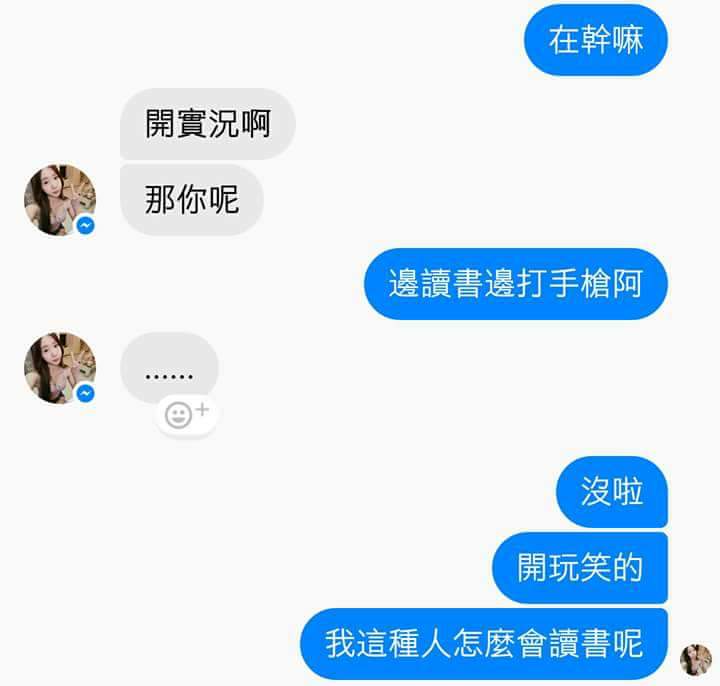 在幹嘛
開實況啊
那你呢
邊讀書邊打手槍阿
......
沒啦
開玩笑的
我這種人怎麼會讀書呢